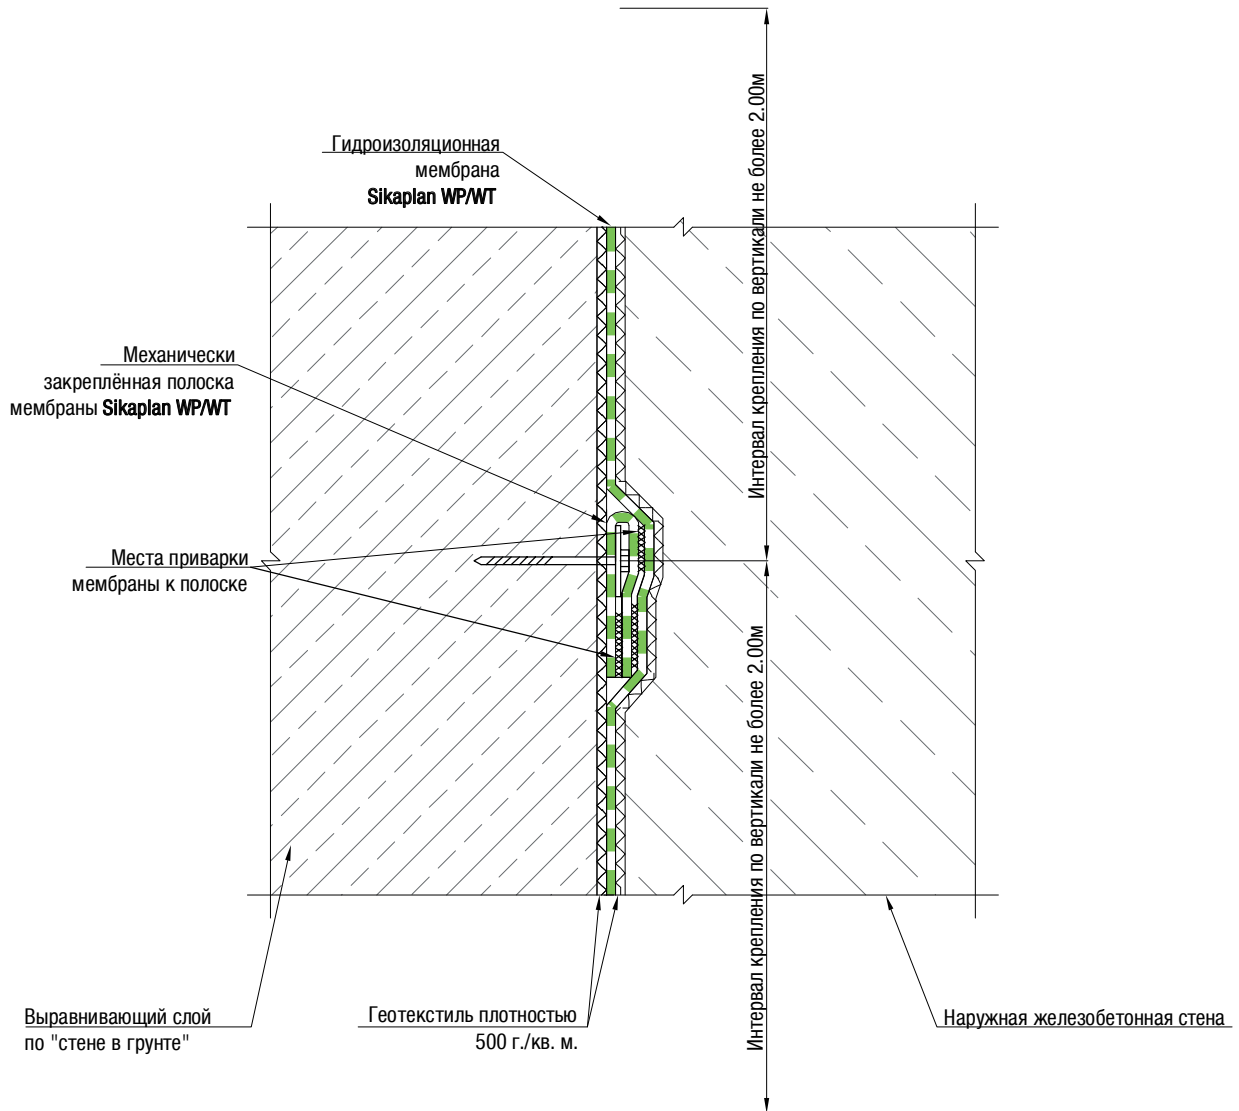 Интервал крепления по вертикали не более 2.00м
Гидроизоляционная
мембрана
Sikaplan WP/WT
Механически
закреплённая полоска
мембраны Sikaplan WP/WT
Места приварки
мембраны к полоске
Интервал крепления по вертикали не более 2.00м
Выравнивающий слой
по "стене в грунте"
Геотекстиль плотностью
500 г./кв. м.
Наружная железобетонная стена